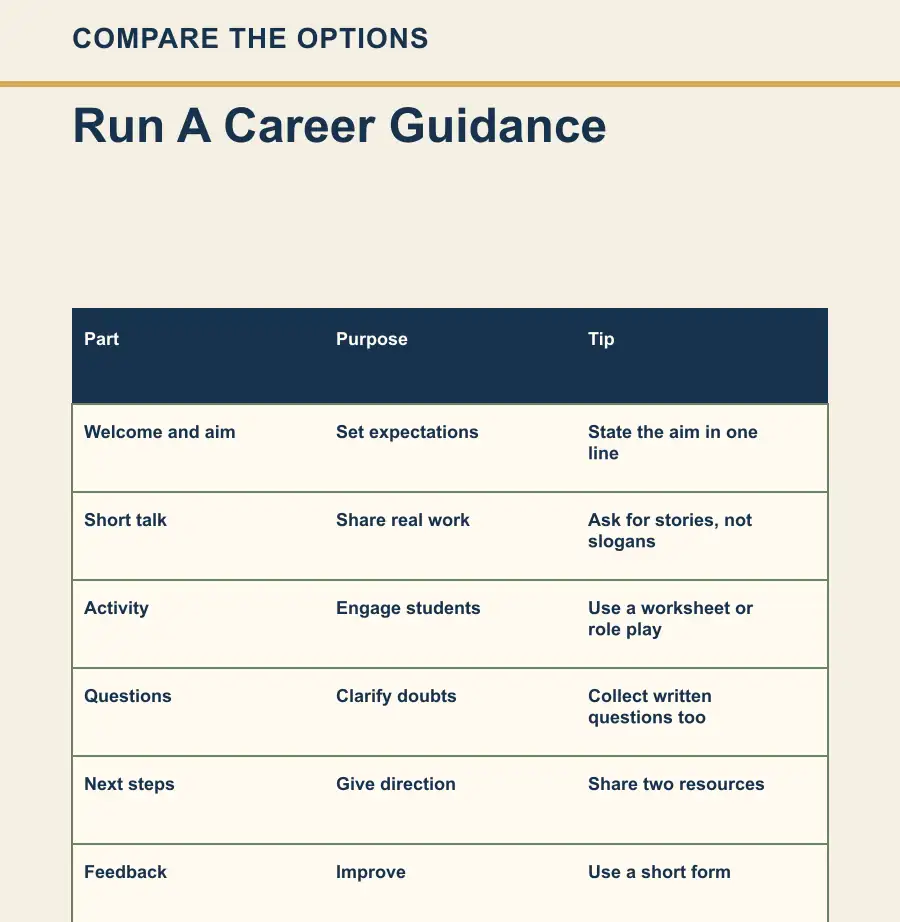 COMPARE THE OPTIONS
Run A Career Guidance
Part Purpose Tip
Welcome and aim Set expectations State the aim in one
line
Short talk Share real work Ask for stories, not
slogans
Activity Engage students Use a worksheet or
role play
Questions Clarify doubts Collect written
questions too
Next steps Give direction Share two resources
Feedback Improve Use a short form